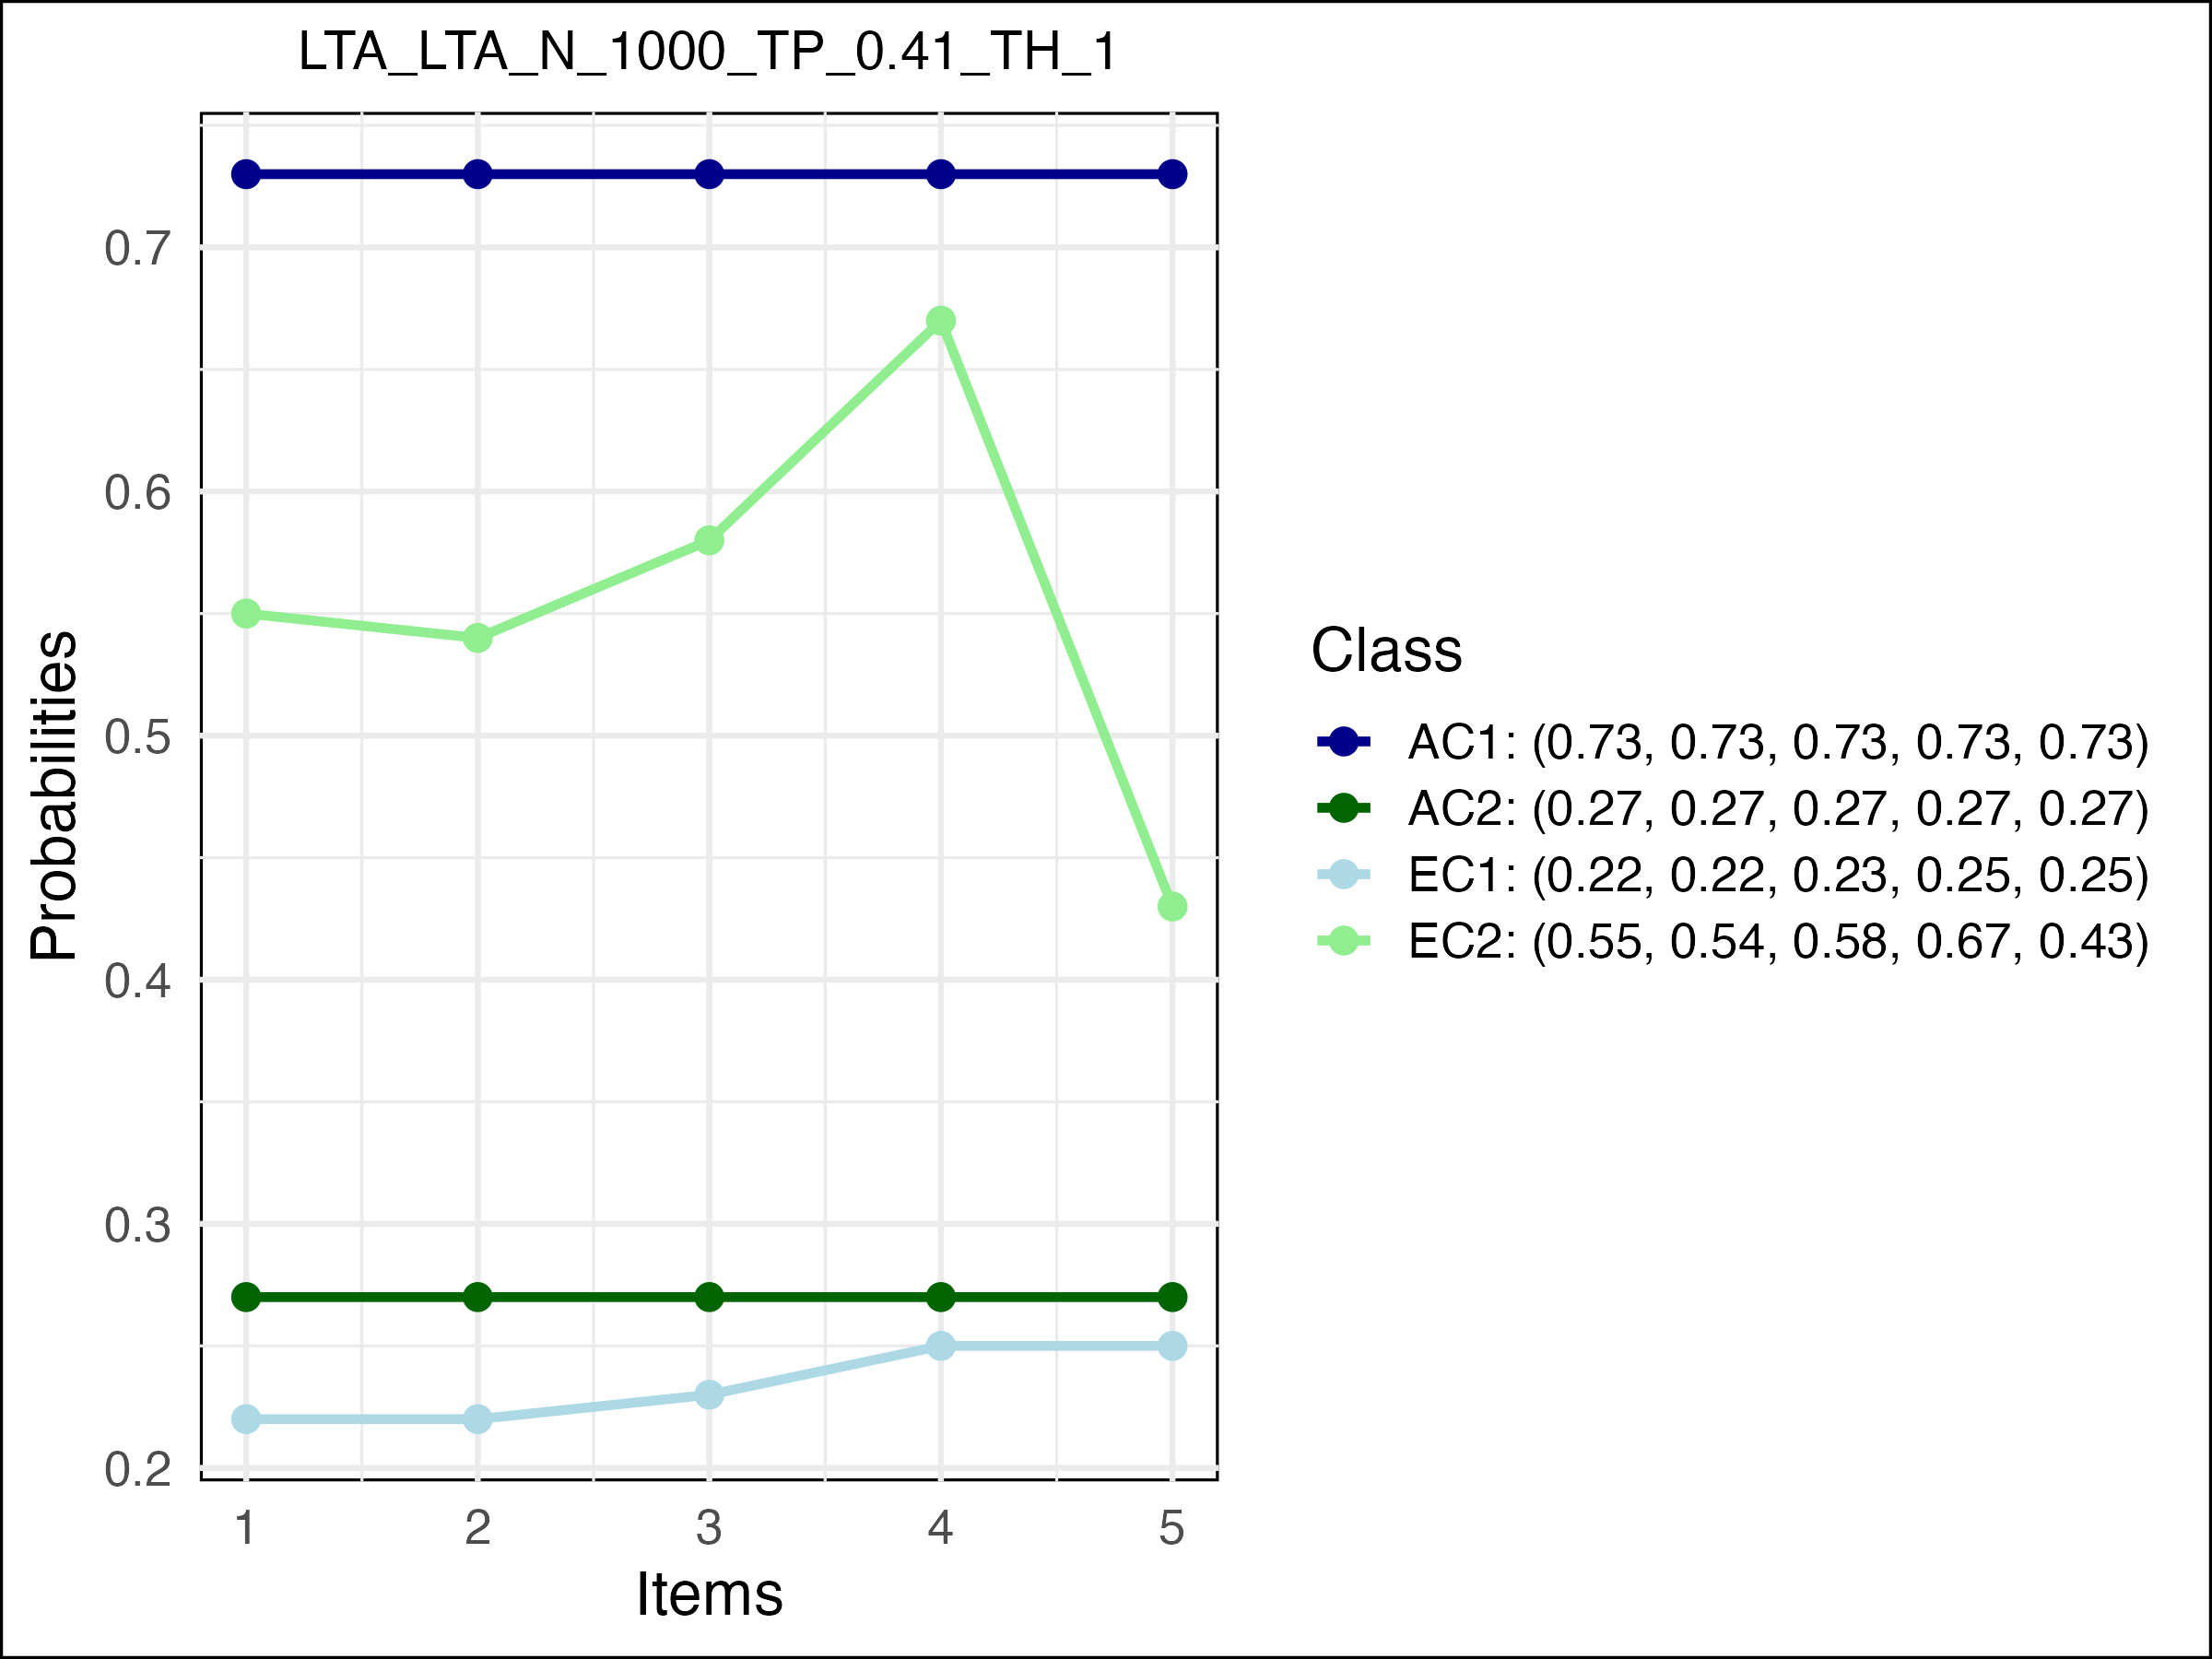 LTA_LTA_N_1000_TP_0.41_TH_1
Probabilities
0.7
0.6
0.5
0.4
0.3
0.2
1 2 3 4 5
Items
Class
AC1: (0.73, 0.73, 0.73, 0.73, 0.73)
AC2: (0.27, 0.27, 0.27, 0.27, 0.27)
EC1: (0.22, 0.22, 0.23, 0.25, 0.25)
EC2: (0.55, 0.54, 0.58, 0.67, 0.43)